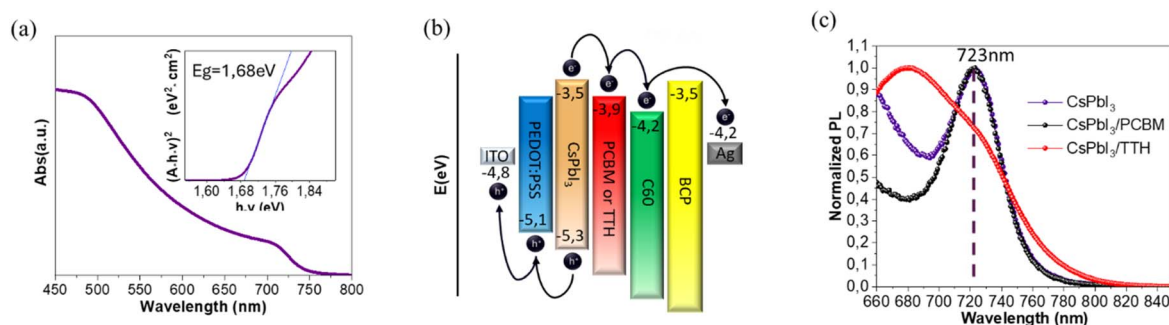 (a)
Abs(a.u.)
Eg=1,68eV
(A.h.ν)² (eV². cm²)
1,60 1,68 1,76 1,84
h.ν (eV)
450 500 550 600 650 700 750 800
Wavelength (nm)
(b)
E(eV)
ITO
-4,8
h⁺
PEDOT:PSS
-5,1
h⁺
e⁻
-3,5
CsPbI₃
-5,3
h⁺
e⁻
-3,9
PCBM or TTH
e⁻
-4,2
C60
-3,5
BCP
e⁻
-4,2
Ag
(c)
723nm
Normalized PL
1,1
1,0
0,9
0,8
0,7
0,6
0,5
0,4
0,3
0,2
0,1
0,0
CsPbI₃
CsPbI₃/PCBM
CsPbI₃/TTH
660 680 700 720 740 760 780 800 820 840
Wavelength (nm)